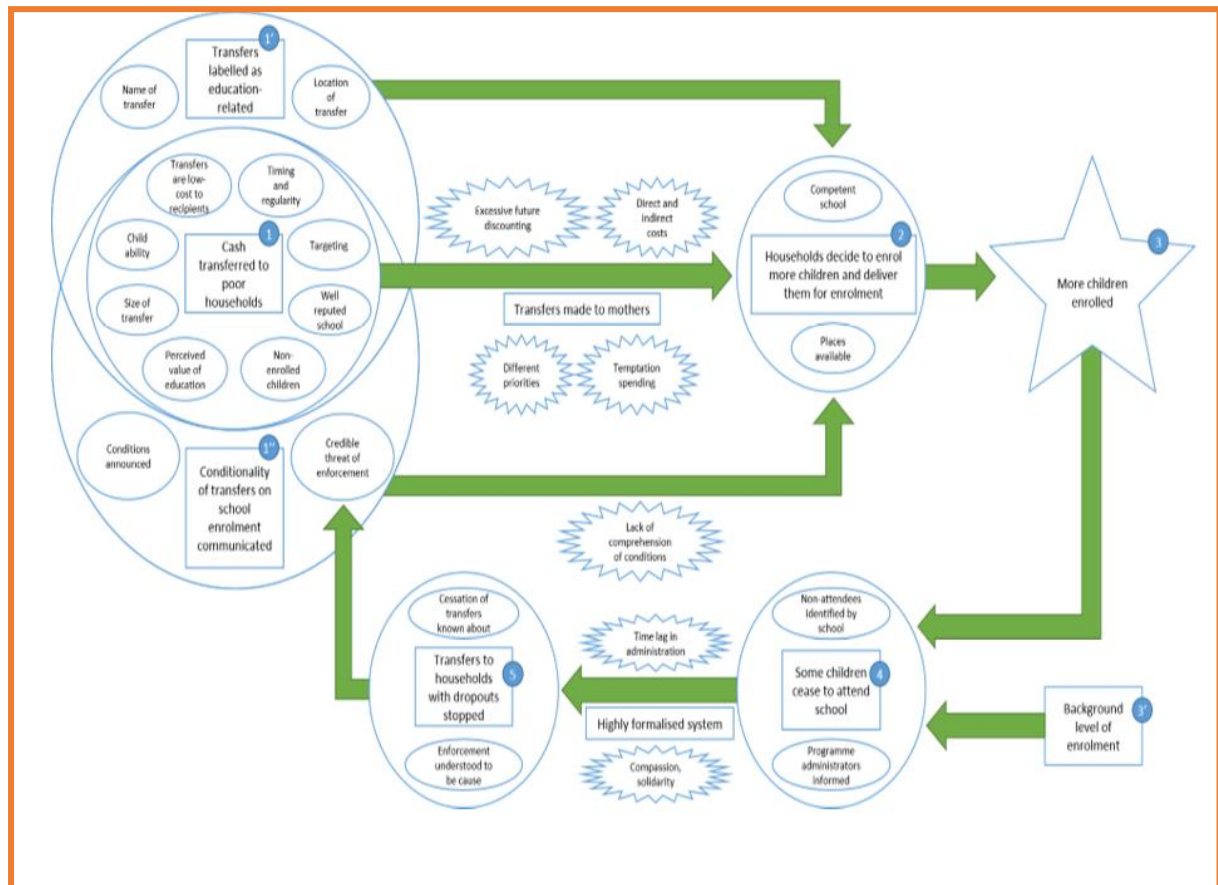 1'
Transfers
labelled as
education-
related
Name of
transfer
Location
of
transfer
Transfers
are low-
cost to
recipients
Timing
and
regularity
Child
ability
1
Cash
transferred to
poor
households
Targeting
Size of
transfer
Well
reputed
school
Perceived
value of
education
Non-
enrolled
children
Conditions
announced
1''
Conditionality
of transfers on
school
enrolment
communicated
Credible
threat of
enforcement
Excessive future
discounting
Direct and
indirect
costs
Transfers made to mothers
Different
priorities
Temptation
spending
Competent
school
2
Households decide to enrol
more children and deliver
them for enrolment
Places
available
3
More children
enrolled
Lack of
comprehension
of conditions
Cessation of
transfers
known about
5
Transfers to
households
with dropouts
stopped
Enforcement
understood to
be cause
Time lag in
administration
Highly formalised system
Compassion,
solidarity
Non-attendees
identified by
school
4
Some children
cease to attend
school
Programme
administrators
informed
3'
Background
level of
enrolment